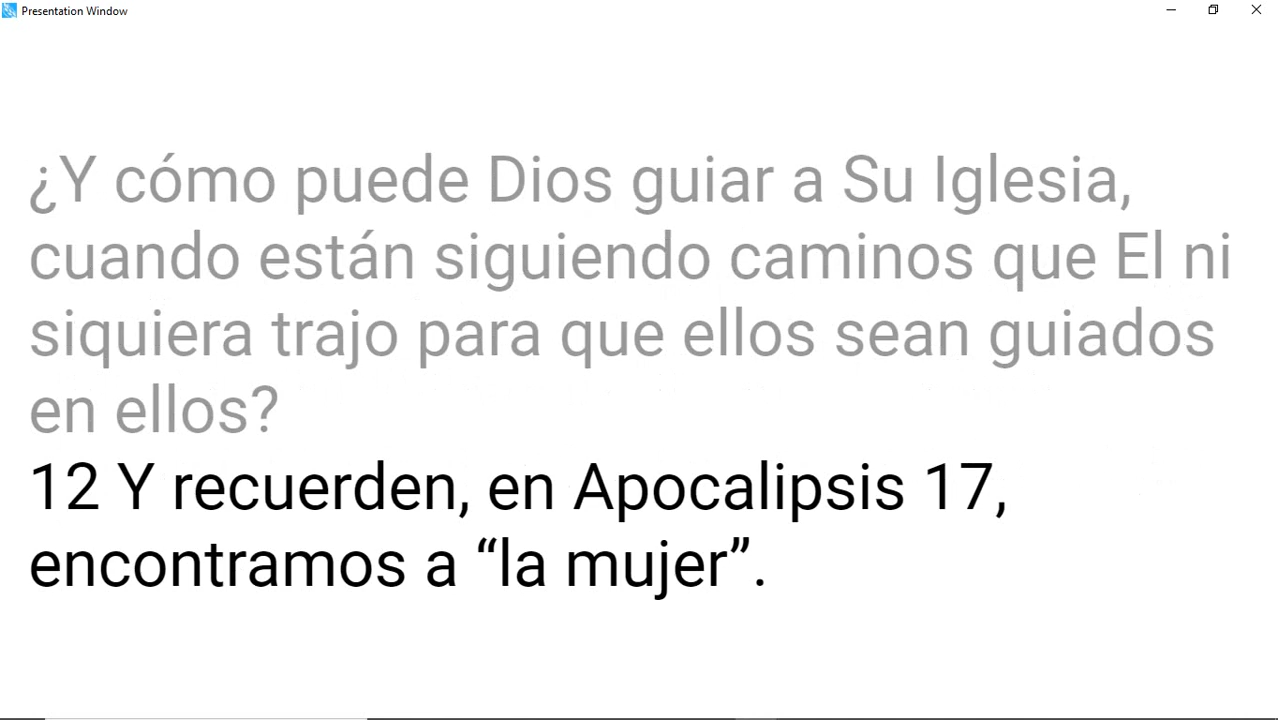 Presentation Window
¿Y cómo puede Dios guiar a Su Iglesia,
cuando están siguiendo caminos que El ni
siquiera trajo para que ellos sean guiados
en ellos?
12 Y recuerden, en Apocalipsis 17,
encontramos a “la mujer”.